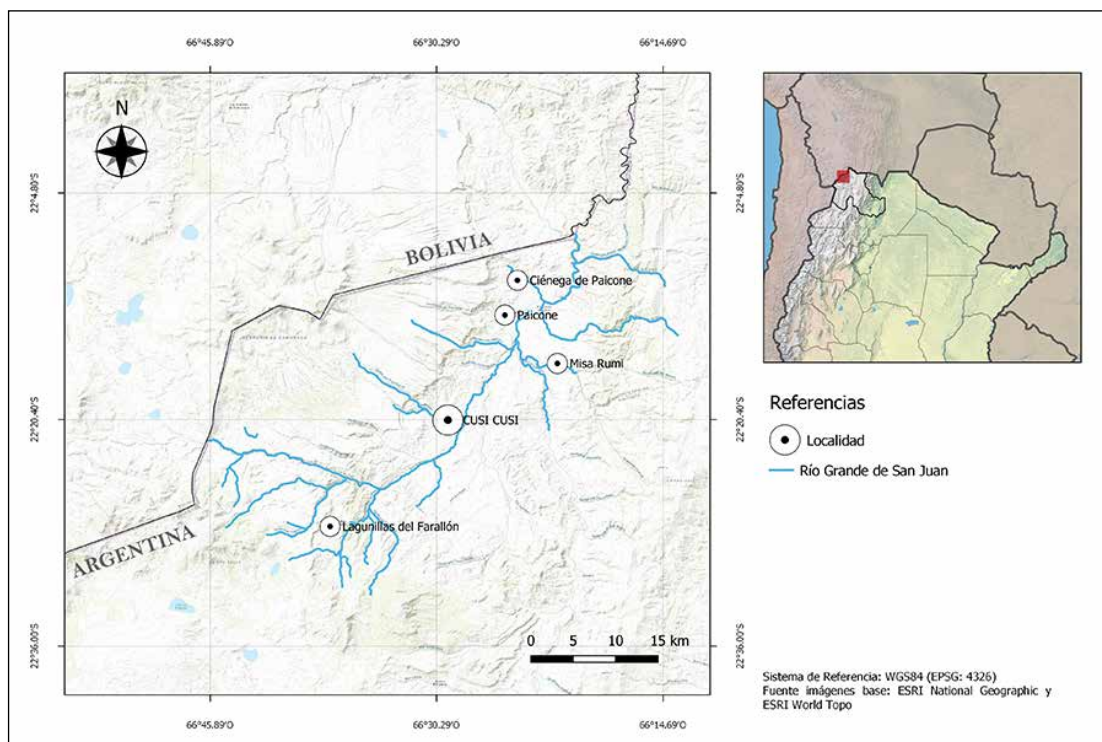 66°45.89'O 66°30.29'O 66°14.69'O
N
22°4.80'S 22°4.80'S
BOLIVIA
Ciénega de Paicone
Paicone
Misa Rumi
22°20.40'S 22°20.40'S
CUSI CUSI
Lagunillas del Farallón
ARGENTINA
0 5 10 15 km
22°36.00'S 22°36.00'S
66°45.89'O 66°30.29'O 66°14.69'O
Referencias
Localidad
Río Grande de San Juan
Sistema de Referencia: WGS84 (EPSG: 4326)
Fuente imágenes base: ESRI National Geographic y
ESRI World Topo